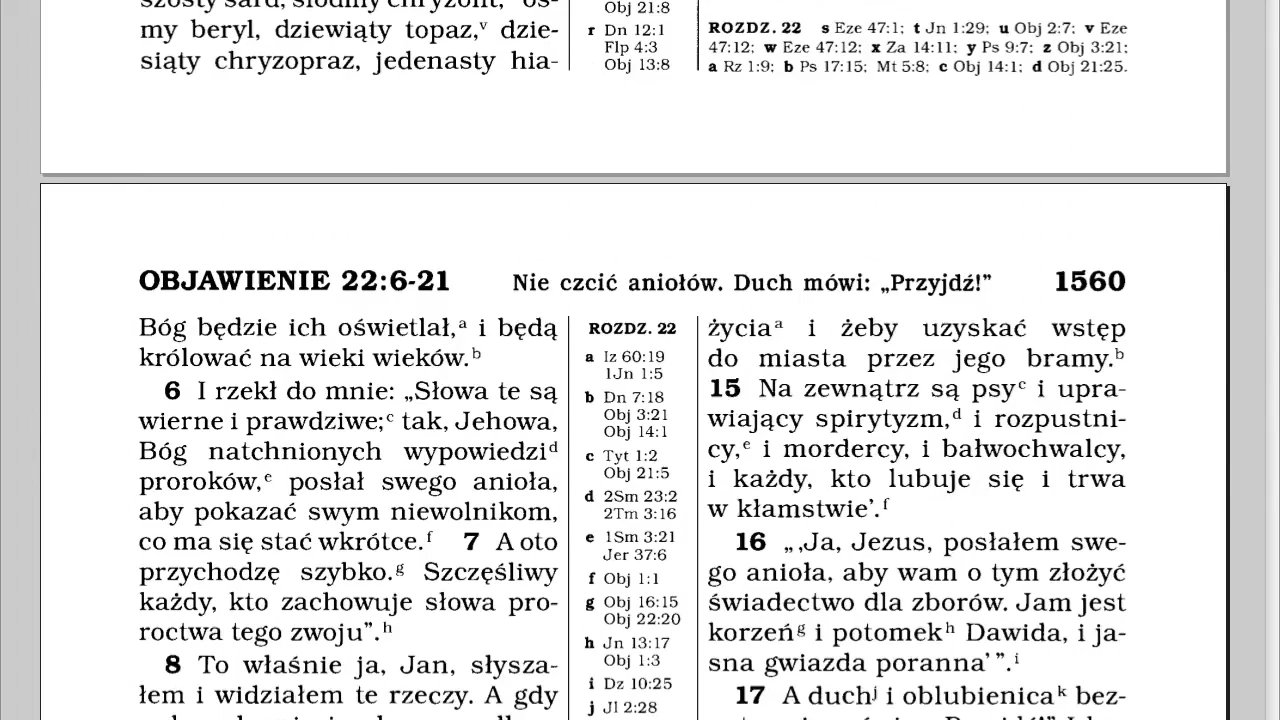 my beryl, dziewiąty topaz,ᵛ dzie-
siąty chryzopraz, jedenasty hia-
Obj 21:8
r Dn 12:1
Flp 4:3
Obj 13:8
ROZDZ. 22 s Eze 47:1; t Jn 1:29; u Obj 2:7; v Eze
47:12; w Eze 47:12; x Za 14:11; y Ps 9:7; z Obj 3:21;
a Rz 1:9; b Ps 17:15; Mt 5:8; c Obj 14:1; d Obj 21:25.
OBJAWIENIE 22:6-21 Nie czcić aniołów. Duch mówi: „Przyjdź!” 1560
Bóg będzie ich oświetlał,ᵃ i będą
królować na wieki wieków.ᵇ
6 I rzekł do mnie: „Słowa te są
wierne i prawdziwe;ᶜ tak, Jehowa,
Bóg natchnionych wypowiedziᵈ
proroków,ᵉ posłał swego anioła,
aby pokazać swym niewolnikom,
co ma się stać wkrótce.ᶠ 7 A oto
przychodzę szybko.ᵍ Szczęśliwy
każdy, kto zachowuje słowa pro-
roctwa tego zwoju”.ʰ
8 To właśnie ja, Jan, słysza-
łem i widziałem te rzeczy. A gdy
ROZDZ. 22
a Iz 60:19
1Jn 1:5
b Dn 7:18
Obj 3:21
Obj 14:1
c Tyt 1:2
Obj 21:5
d 2Sm 23:2
2Tm 3:16
e 1Sm 3:21
Jer 37:6
f Obj 1:1
g Obj 16:15
Obj 22:20
h Jn 13:17
Obj 1:3
i Dz 10:25
j Jl 2:28
życiaᵃ i żeby uzyskać wstęp
do miasta przez jego bramy.ᵇ
15 Na zewnątrz są psyᶜ i upra-
wiający spirytyzm,ᵈ i rozpustni-
cy,ᵉ i mordercy, i bałwochwalcy,
i każdy, kto lubuje się i trwa
w kłamstwie’.ᶠ
16 „‚Ja, Jezus, posłałem swe-
go anioła, aby wam o tym złożyć
świadectwo dla zborów. Jam jest
korzeńᵍ i potomekʰ Dawida, i ja-
sna gwiazda poranna’”.ⁱ
17 A duchʲ i oblubienicaᵏ bez-